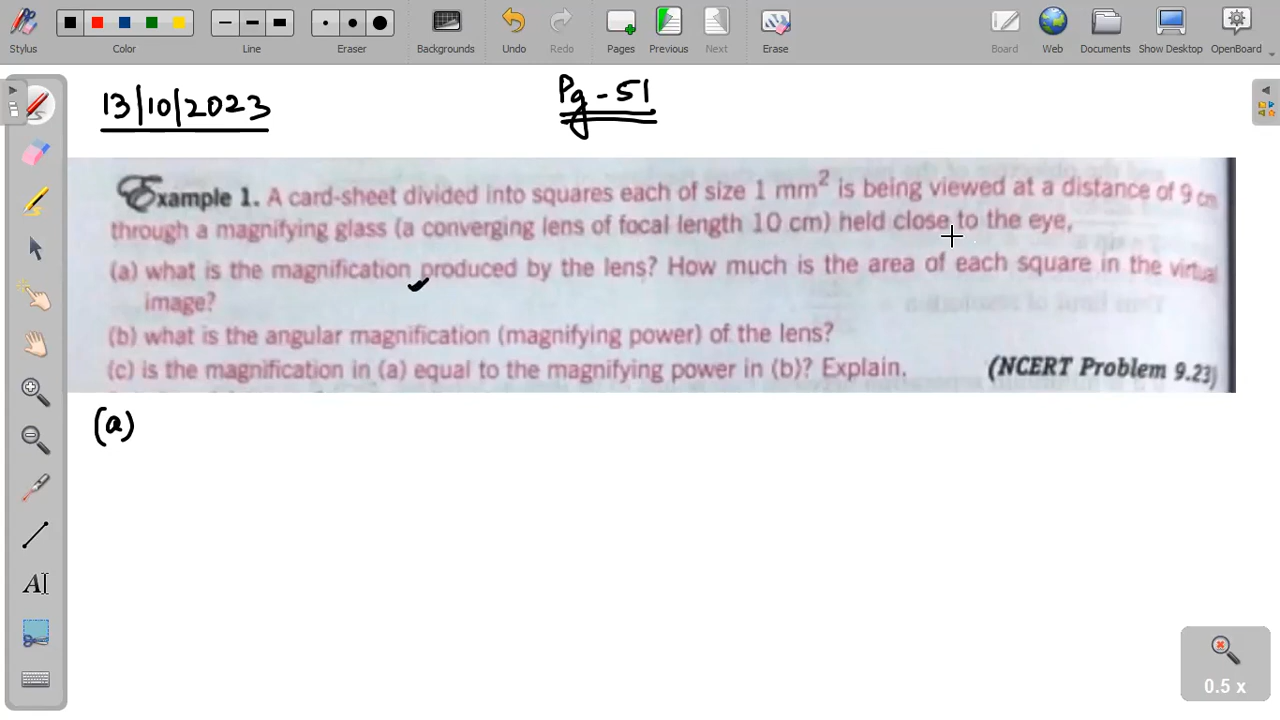 Stylus Color Line Eraser Backgrounds Undo Redo Pages Previous Next Erase Board Web Documents Show Desktop OpenBoard
13/10/2023 Pg-51
Example 1. A card-sheet divided into squares each of size 1 mm² is being viewed at a distance of 9 cm
through a magnifying glass (a converging lens of focal length 10 cm) held close to the eye,
(a) what is the magnification produced by the lens? How much is the area of each square in the virtual
image?
(b) what is the angular magnification (magnifying power) of the lens?
(c) is the magnification in (a) equal to the magnifying power in (b)? Explain. (NCERT Problem 9.23)
(a)
AI
0.5 x